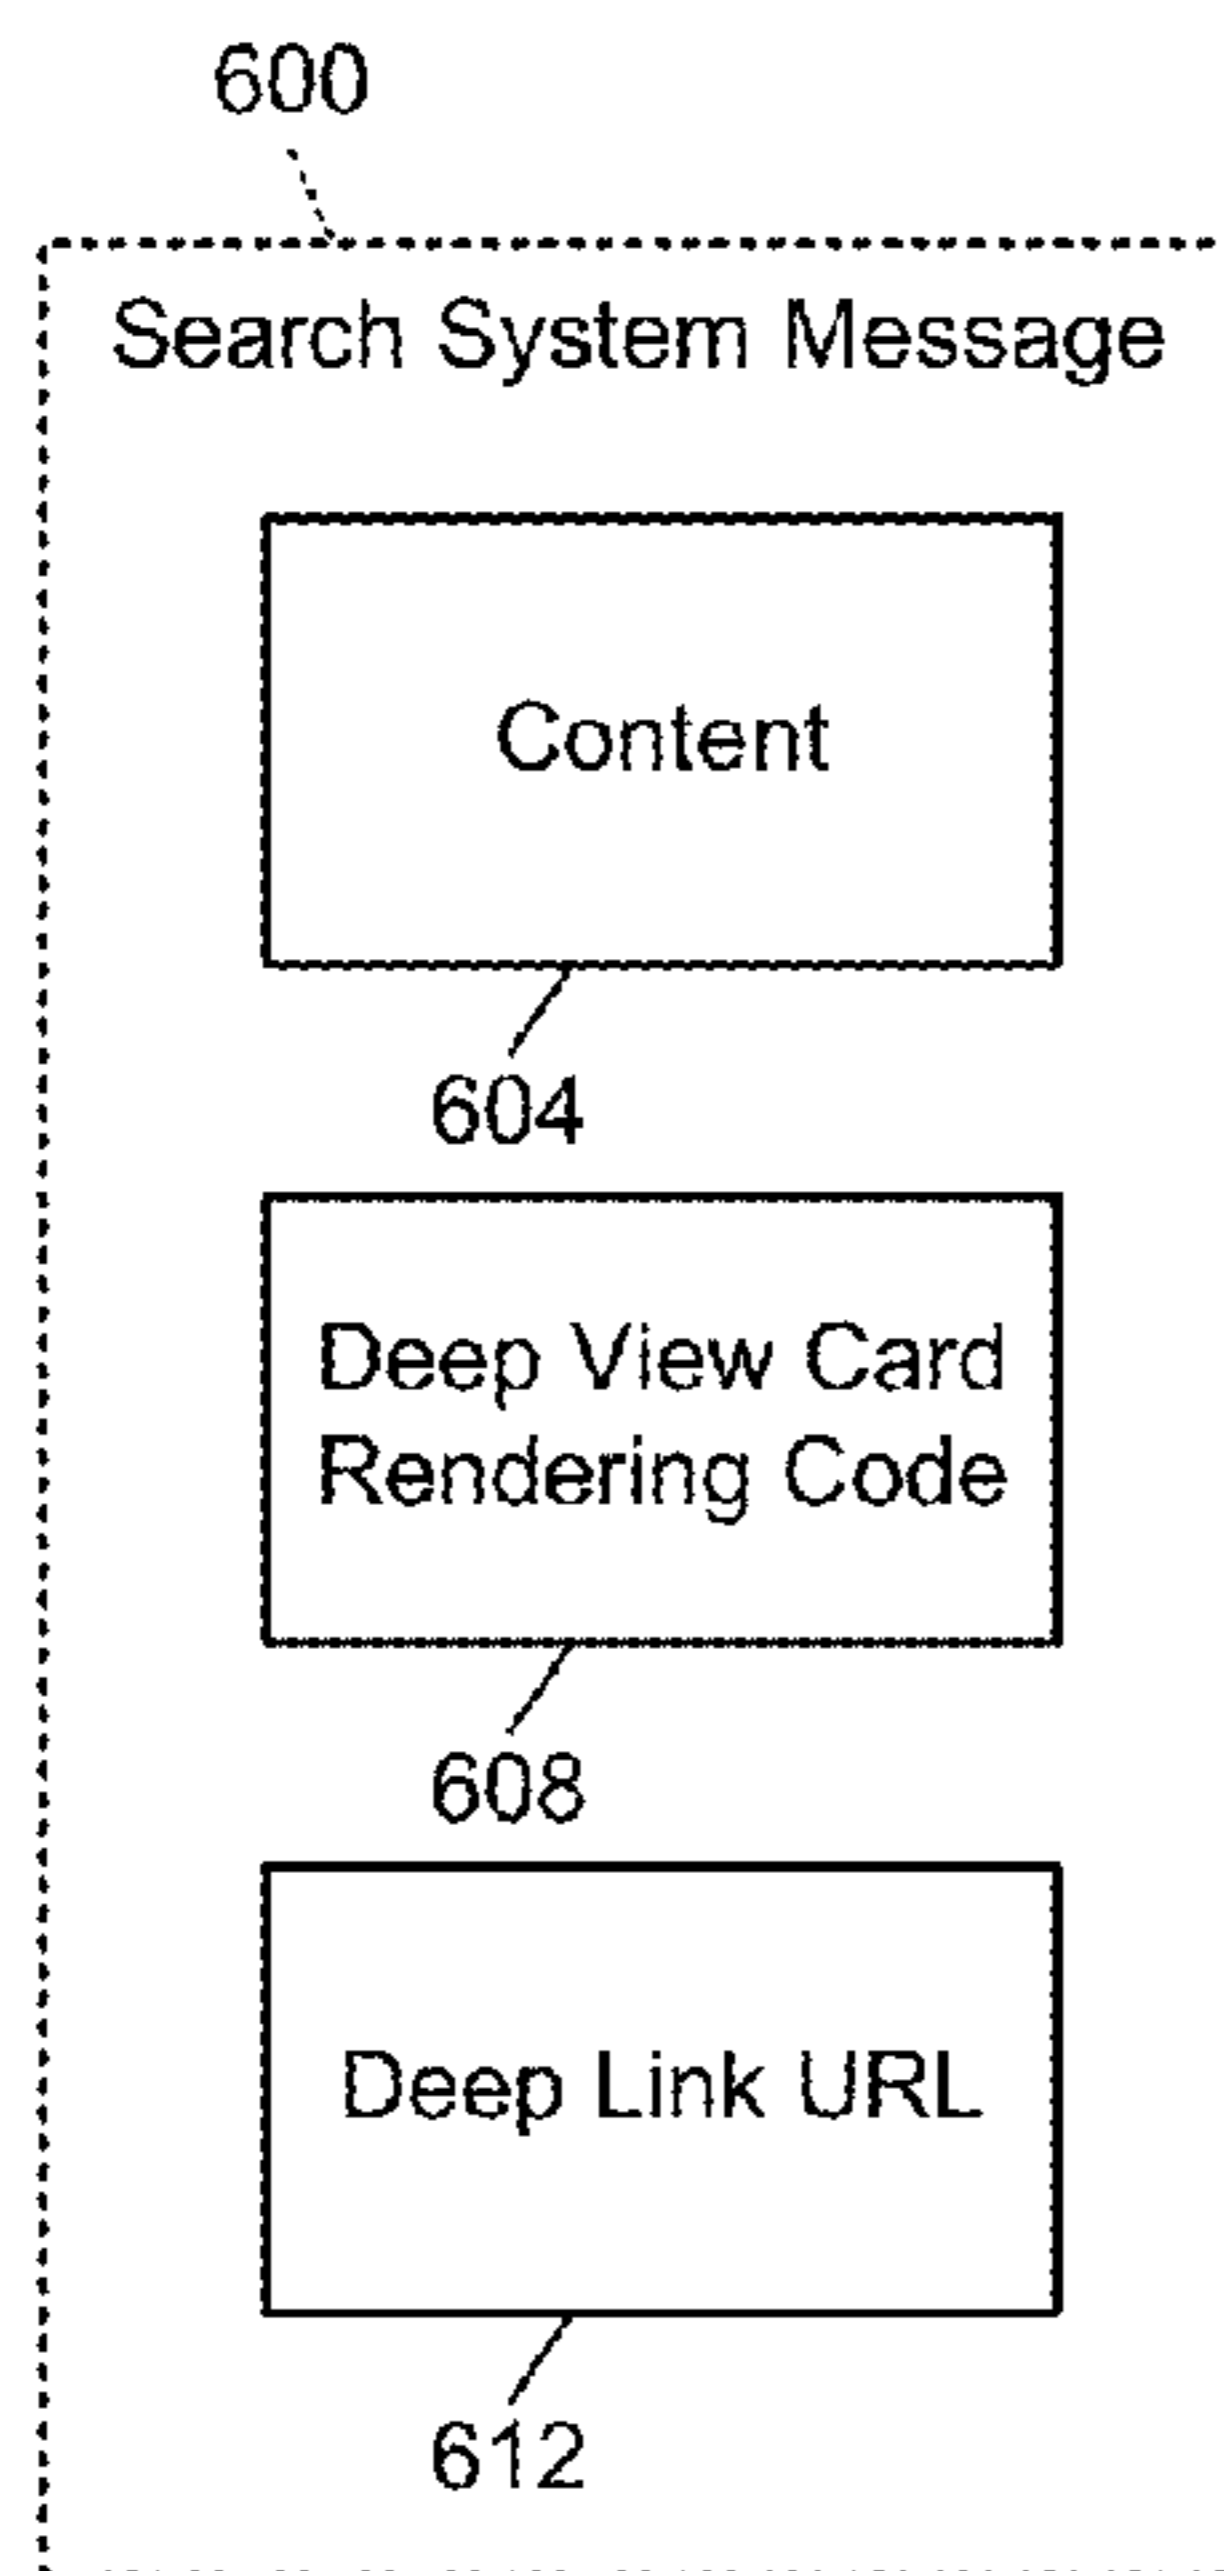 600
Search System Message
Content
604
Deep View Card
Rendering Code
608
Deep Link URL
612